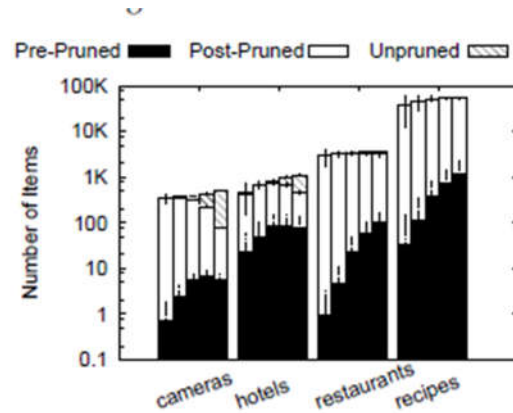 Pre-Pruned Post-Pruned Unpruned
100K
10K
1K
100
10
1
0.1
Number of Items
cameras
hotels
restaurants
recipes